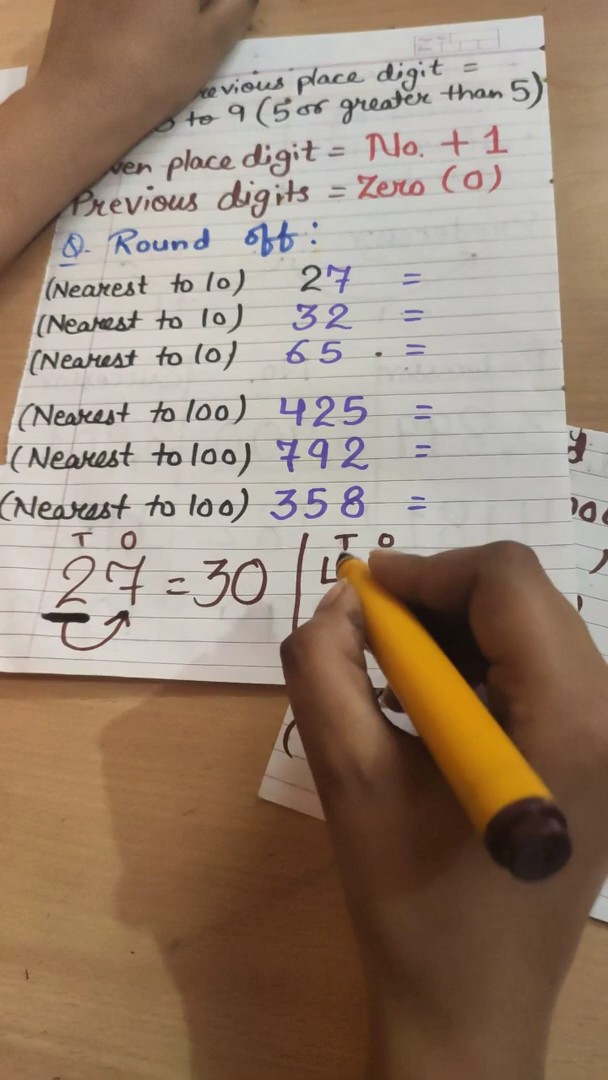 previous place digit =
to 9 (5 or greater than 5)
place digit = No. + 1
Previous digits = Zero (0)
Q. Round off :
(Nearest to 10) 27 =
(Nearest to 10) 32 =
(Nearest to 10) 65 . =
(Nearest to 100) 425 =
(Nearest to 100) 792 =
(Nearest to 100) 358 =
T O T O
27 = 30